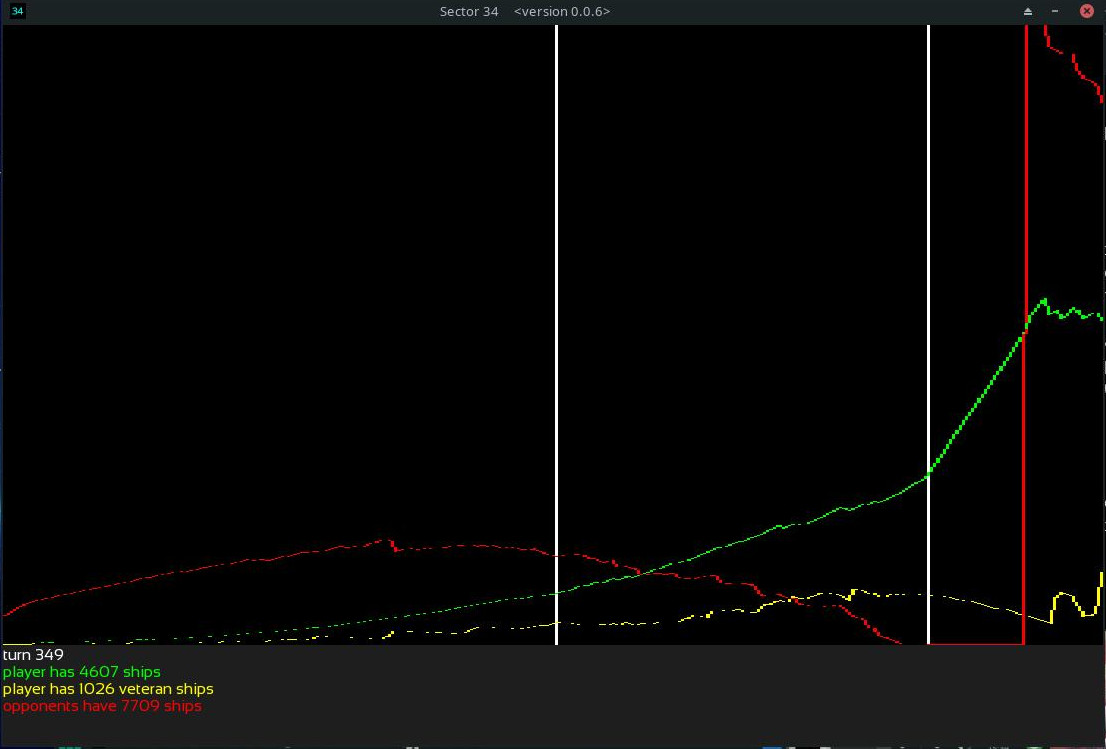 34 Sector 34 <version 0.0.6>
turn 349
player has 4607 ships
player has 1026 veteran ships
opponents have 7709 ships